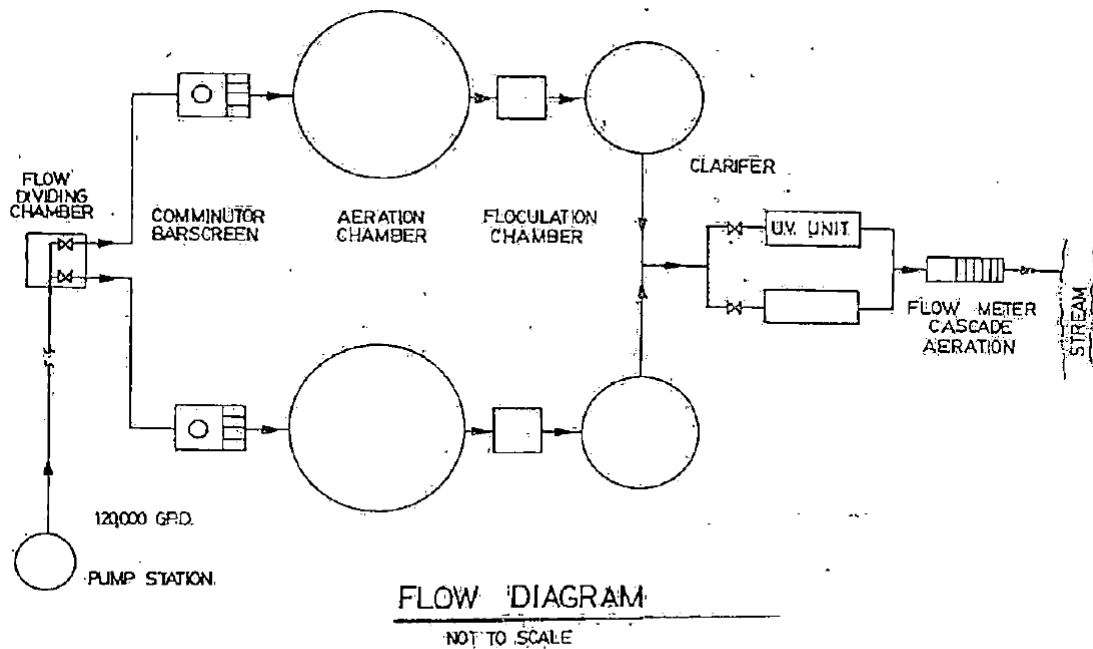 FLOW
DIVIDING
CHAMBER
COMMINUTOR
BARSCREEN
AERATION
CHAMBER
FLOCULATION
CHAMBER
CLARIFER
U.V. UNIT
FLOW METER
CASCADE
AERATION
STREAM
120,000 G.P.D.
PUMP STATION
FLOW DIAGRAM
NOT TO SCALE